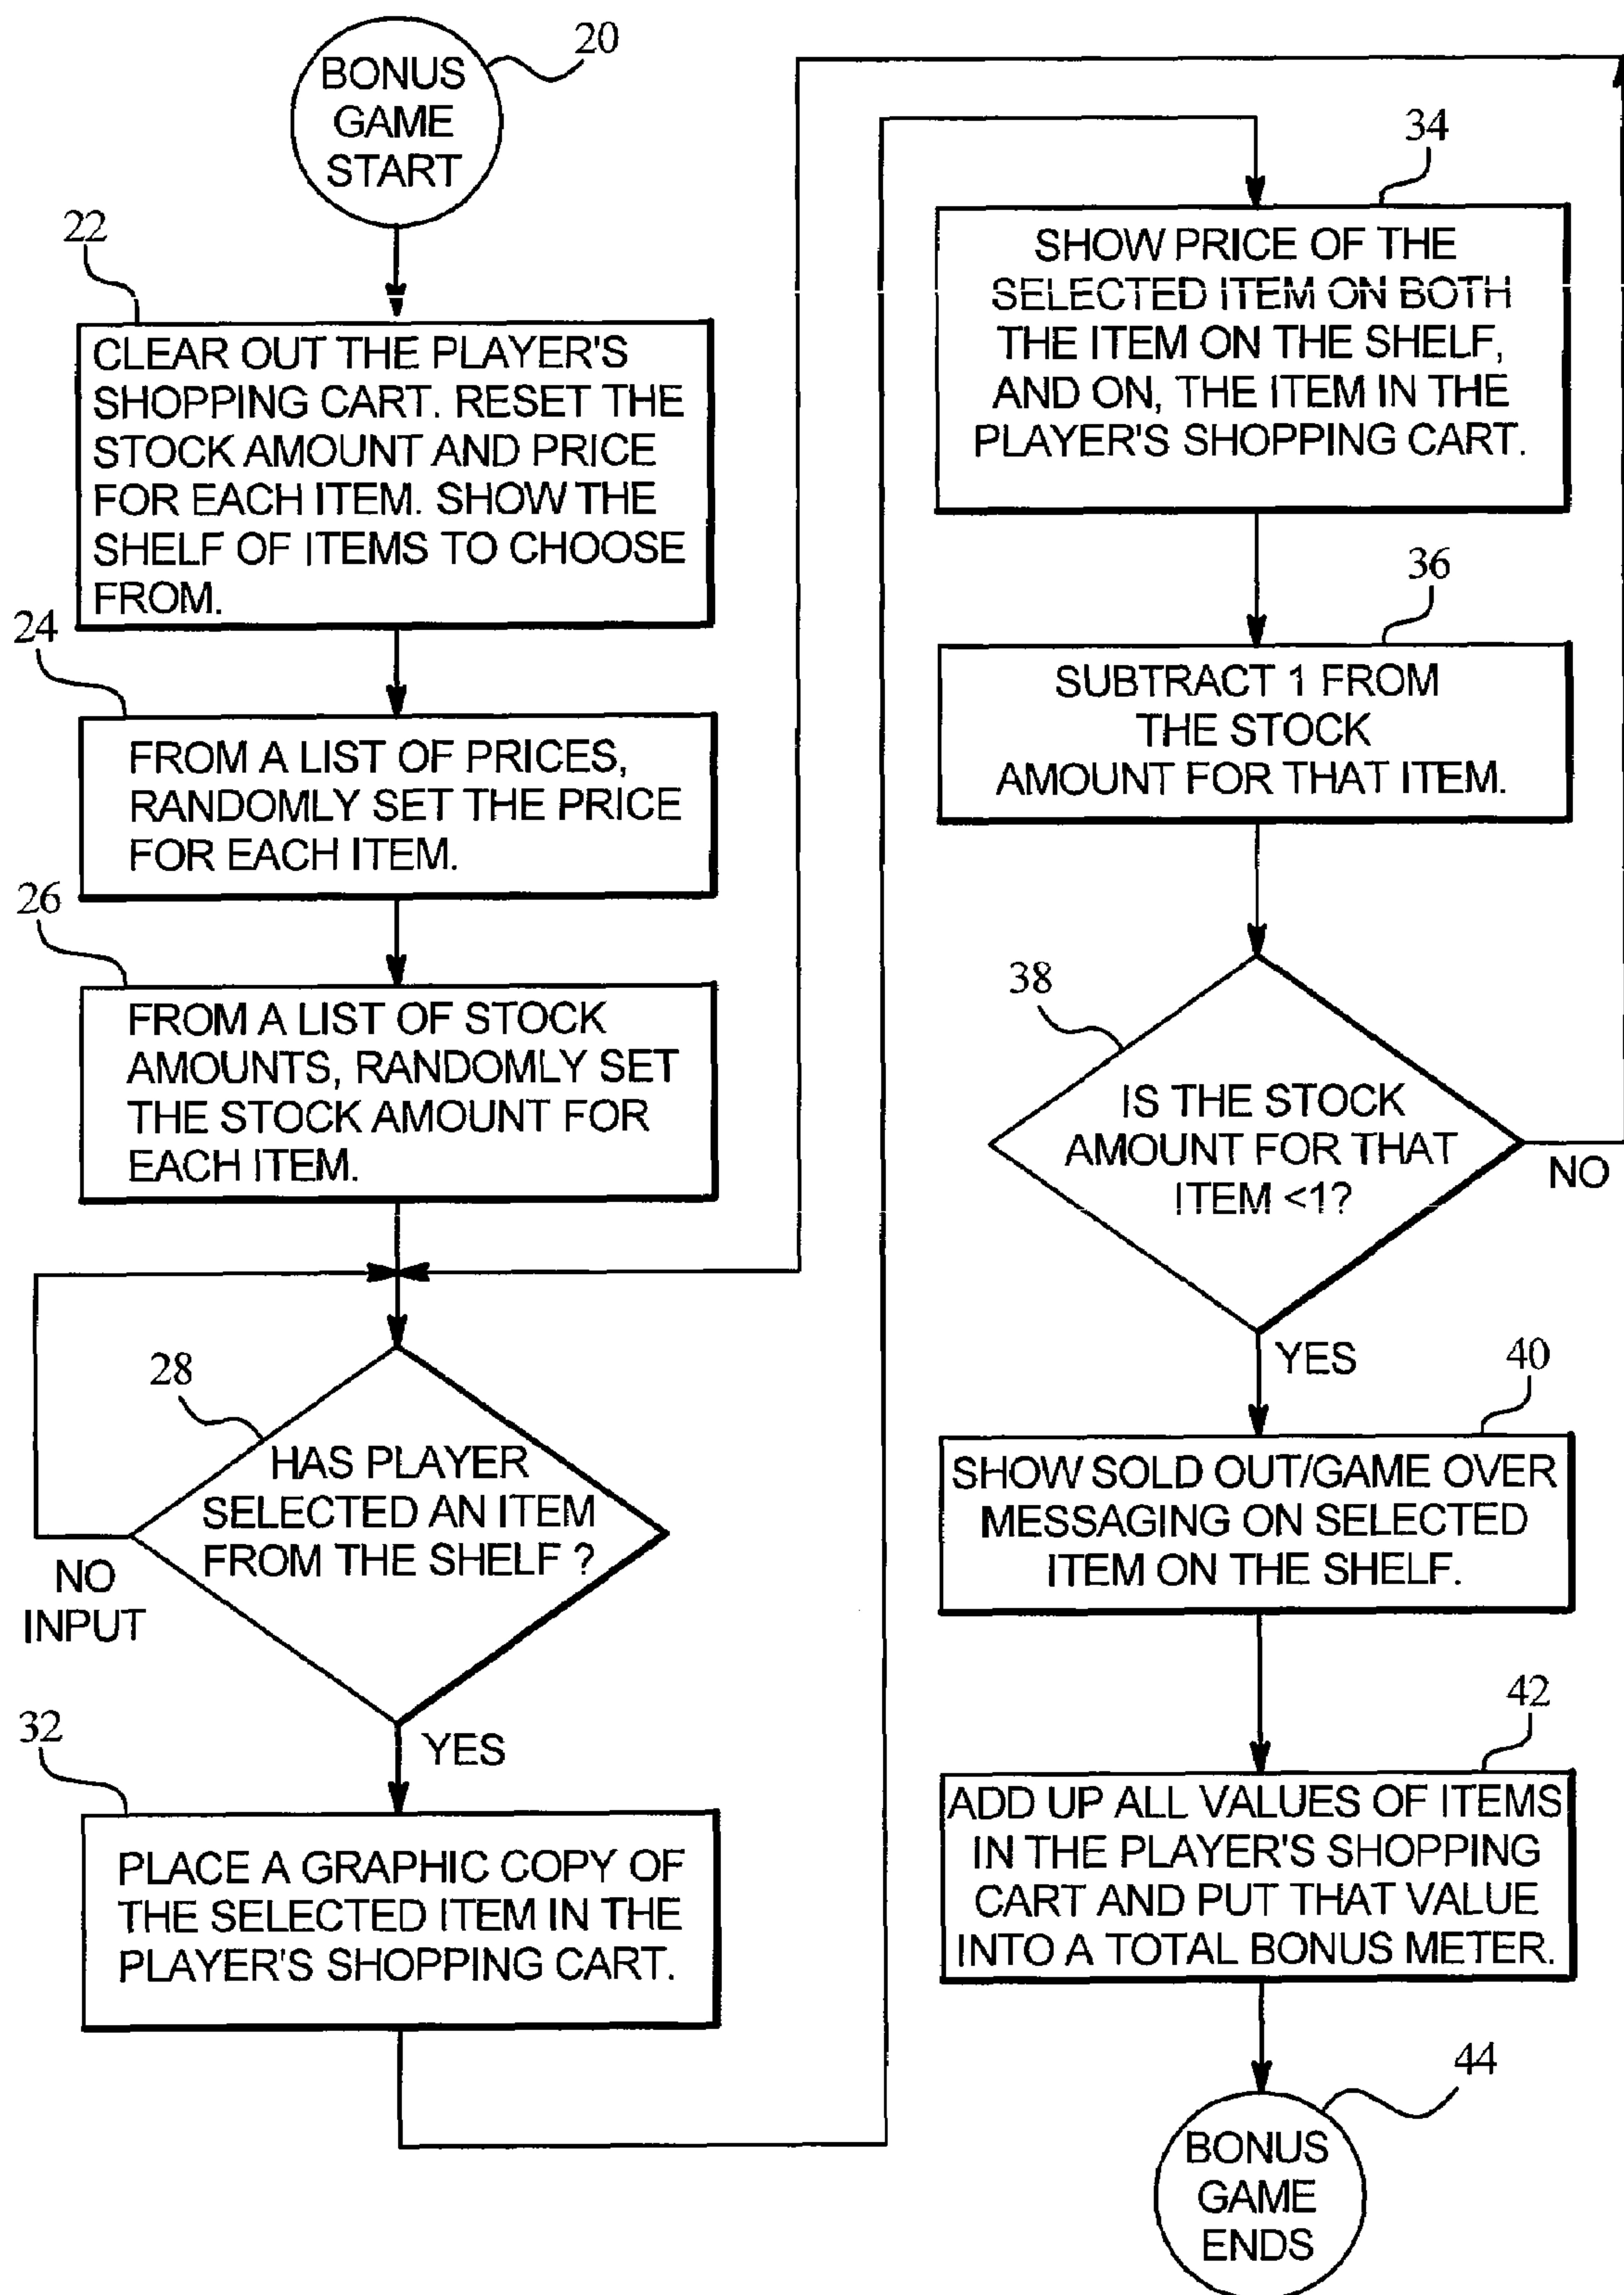 20
BONUS
GAME
START
22
CLEAR OUT THE PLAYER'S
SHOPPING CART. RESET THE
STOCK AMOUNT AND PRICE
FOR EACH ITEM. SHOW THE
SHELF OF ITEMS TO CHOOSE
FROM.
24
FROM A LIST OF PRICES,
RANDOMLY SET THE PRICE
FOR EACH ITEM.
26
FROM A LIST OF STOCK
AMOUNTS, RANDOMLY SET
THE STOCK AMOUNT FOR
EACH ITEM.
28
HAS PLAYER
SELECTED AN ITEM
FROM THE SHELF ?
NO
INPUT
YES
32
PLACE A GRAPHIC COPY OF
THE SELECTED ITEM IN THE
PLAYER'S SHOPPING CART.
34
SHOW PRICE OF THE
SELECTED ITEM ON BOTH
THE ITEM ON THE SHELF,
AND ON, THE ITEM IN THE
PLAYER'S SHOPPING CART.
36
SUBTRACT 1 FROM
THE STOCK
AMOUNT FOR THAT ITEM.
38
IS THE STOCK
AMOUNT FOR THAT
ITEM <1?
NO
YES
40
SHOW SOLD OUT/GAME OVER
MESSAGING ON SELECTED
ITEM ON THE SHELF.
42
ADD UP ALL VALUES OF ITEMS
IN THE PLAYER'S SHOPPING
CART AND PUT THAT VALUE
INTO A TOTAL BONUS METER.
44
BONUS
GAME
ENDS